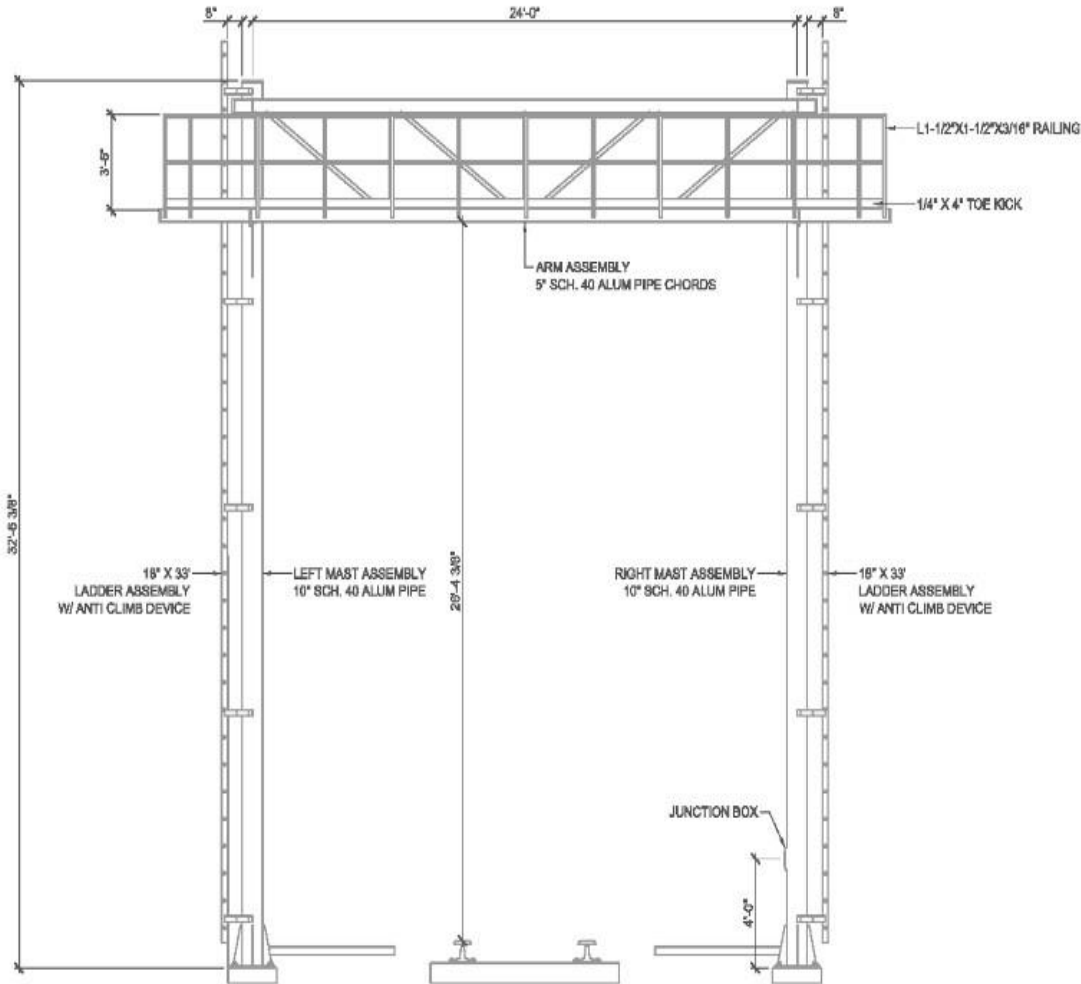 8"
24'-0"
8"
L1-1/2"X1-1/2"X3/16" RAILING
3'-6"
1/4" X 4" TOE KICK
ARM ASSEMBLY
5" SCH. 40 ALUM PIPE CHORDS
32'-6 3/8"
26'-4 3/8"
18" X 33'
LADDER ASSEMBLY
W/ ANTI CLIMB DEVICE
LEFT MAST ASSEMBLY
10" SCH. 40 ALUM PIPE
RIGHT MAST ASSEMBLY
10" SCH. 40 ALUM PIPE
18" X 33'
LADDER ASSEMBLY
W/ ANTI CLIMB DEVICE
JUNCTION BOX
4'-0"